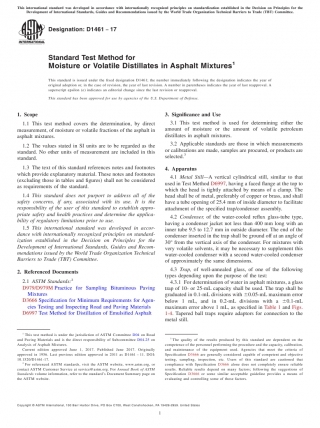 This international standard was developed in accordance with internationally recognized principles on standardization established in the Decision on Principles for the
Development of International Standards, Guides and Recommendations issued by the World Trade Organization Technical Barriers to Trade (TBT) Committee.
Designation: D1461 − 17
Standard Test Method for
Moisture or Volatile Distillates in Asphalt Mixtures1
This standard is issued under the fixed designation D1461; the number immediately following the designation indicates the year of
original adoption or, in the case of revision, the year of last revision. A number in parentheses indicates the year of last reapproval. A
superscript epsilon (ε) indicates an editorial change since the last revision or reapproval.
This standard has been approved for use by agencies of the U.S. Department of Defense.
1. Scope
1.1 This test method covers the determination, by direct
measurement, of moisture or volatile fractions of the asphalt in
asphalt mixtures.
1.2 The values stated in SI units are to be regarded as the
standard. No other units of measurement are included in this
standard.
1.3 The text of this standard references notes and footnotes
which provide explanatory material. These notes and footnotes
(excluding those in tables and figures) shall not be considered
as requirements of the standard.
1.4 This standard does not purport to address all of the
safety concerns, if any, associated with its use. It is the
responsibility of the user of this standard to establish appro-
priate safety and health practices and determine the applica-
bility of regulatory limitations prior to use.
1.5 This international standard was developed in accor-
dance with internationally recognized principles on standard-
ization established in the Decision on Principles for the
Development of International Standards, Guides and Recom-
mendations issued by the World Trade Organization Technical
Barriers to Trade (TBT) Committee.
2. Referenced Documents
2.1 ASTM Standards:2
D979/D979M Practice for Sampling Bituminous Paving
Mixtures
D3666 Specification for Minimum Requirements for Agen-
cies Testing and Inspecting Road and Paving Materials
D6997 Test Method for Distillation of Emulsified Asphalt
3. Significance and Use
3.1 This test method is used for determining either the
amount of moisture or the amount of volatile petroleum
distillates in asphalt mixtures.
3.2 Applicable standards are those in which measurements
or calibrations are made, samples are procured, or products are
selected.
4. Apparatus
4.1 Metal Still—A vertical cylindrical still, similar to that
used in Test Method D6997, having a faced flange at the top to
which the head is tightly attached by means of a clamp. The
head shall be of metal, preferably of copper or brass, and shall
have a tube opening of 25.4 mm of inside diameter to facilitate
attachment of the specified trap/condenser assembly.
4.2 Condenser, of the water-cooled reflux glass-tube type,
having a condenser jacket not less than 400 mm long with an
inner tube 9.5 to 12.7 mm in outside diameter. The end of the
condenser inserted in the trap shall be ground off at an angle of
30° from the vertical axis of the condenser. For mixtures with
very volatile solvents, it may be necessary to supplement this
water-cooled condenser with a second water-cooled condenser
of approximately the same dimensions.
4.3 Trap, of well-annealed glass, of one of the following
types depending upon the purpose of the test:
4.3.1 For determination of water in asphalt mixtures, a glass
trap of 10- or 25-mL capacity shall be used. The trap shall be
graduated in 0.1-mL divisions with ±0.05 mL maximum error
below 1 mL, and in 0.2-mL divisions with a ±0.1-mL
maximum error above 1 mL, as specified in Table 1 and Figs.
1-4. Tapered full traps require adaptors for connection to the
metal still.
1 This test method is under the jurisdiction of ASTM Committee D04 on Road
and Paving Materials and is the direct responsibility of Subcommittee D04.25 on
Analysis of Asphalt Mixtures.
Current edition approved June 1, 2017. Published June 2017. Originally
2 For referenced ASTM standards, visit the ASTM website, www.astm.org, or
contact ASTM Customer Service at service@astm.org. For Annual Book of ASTM
Standards volume information, refer to the standard's Document Summary page on
the ASTM website.
The quality of the results produced by this standard are dependent on the
competence of the personnel performing the procedure and the capacity, calibration,
and maintenance of the equipment used. Agencies that meet the criteria of
Specification D3666 are generally considered capable of competent and objective
testing, sampling, inspection, etc. Users of this standard are cautioned that
compliance with Specification D3666 alone does not completely ensure reliable
results. Reliable results depend on many factors; following the suggestions of
Specification D3666 or some similar acceptable guideline provides a means of
evaluating and controlling some of those factors.
Copyright © ASTM International, 100 Barr Harbor Drive, PO Box C700, West Conshohocken, PA 19428-2959. United States
1